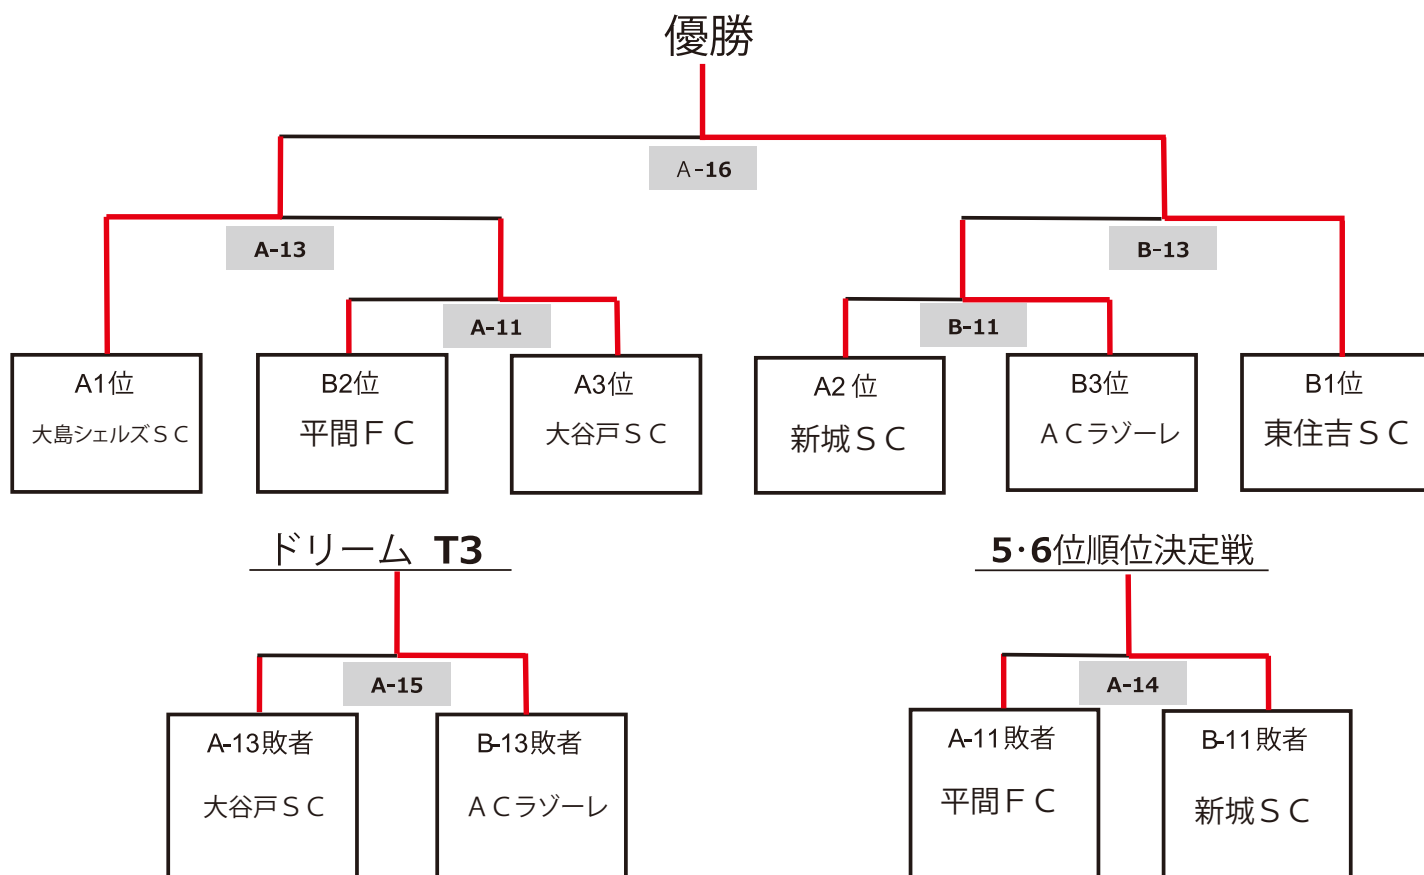 優勝
A-16
A-13
B-13
A-11
B-11
A1位
大島シェルズＳＣ
B2位
平間ＦＣ
A3位
大谷戸ＳＣ
A2位
新城ＳＣ
B3位
ＡＣラゾーレ
B1位
東住吉ＳＣ
ドリーム T3
5·6位順位決定戦
A-15
A-14
A-13敗者
大谷戸ＳＣ
B-13敗者
ＡＣラゾーレ
A-11敗者
平間ＦＣ
B-11敗者
新城ＳＣ